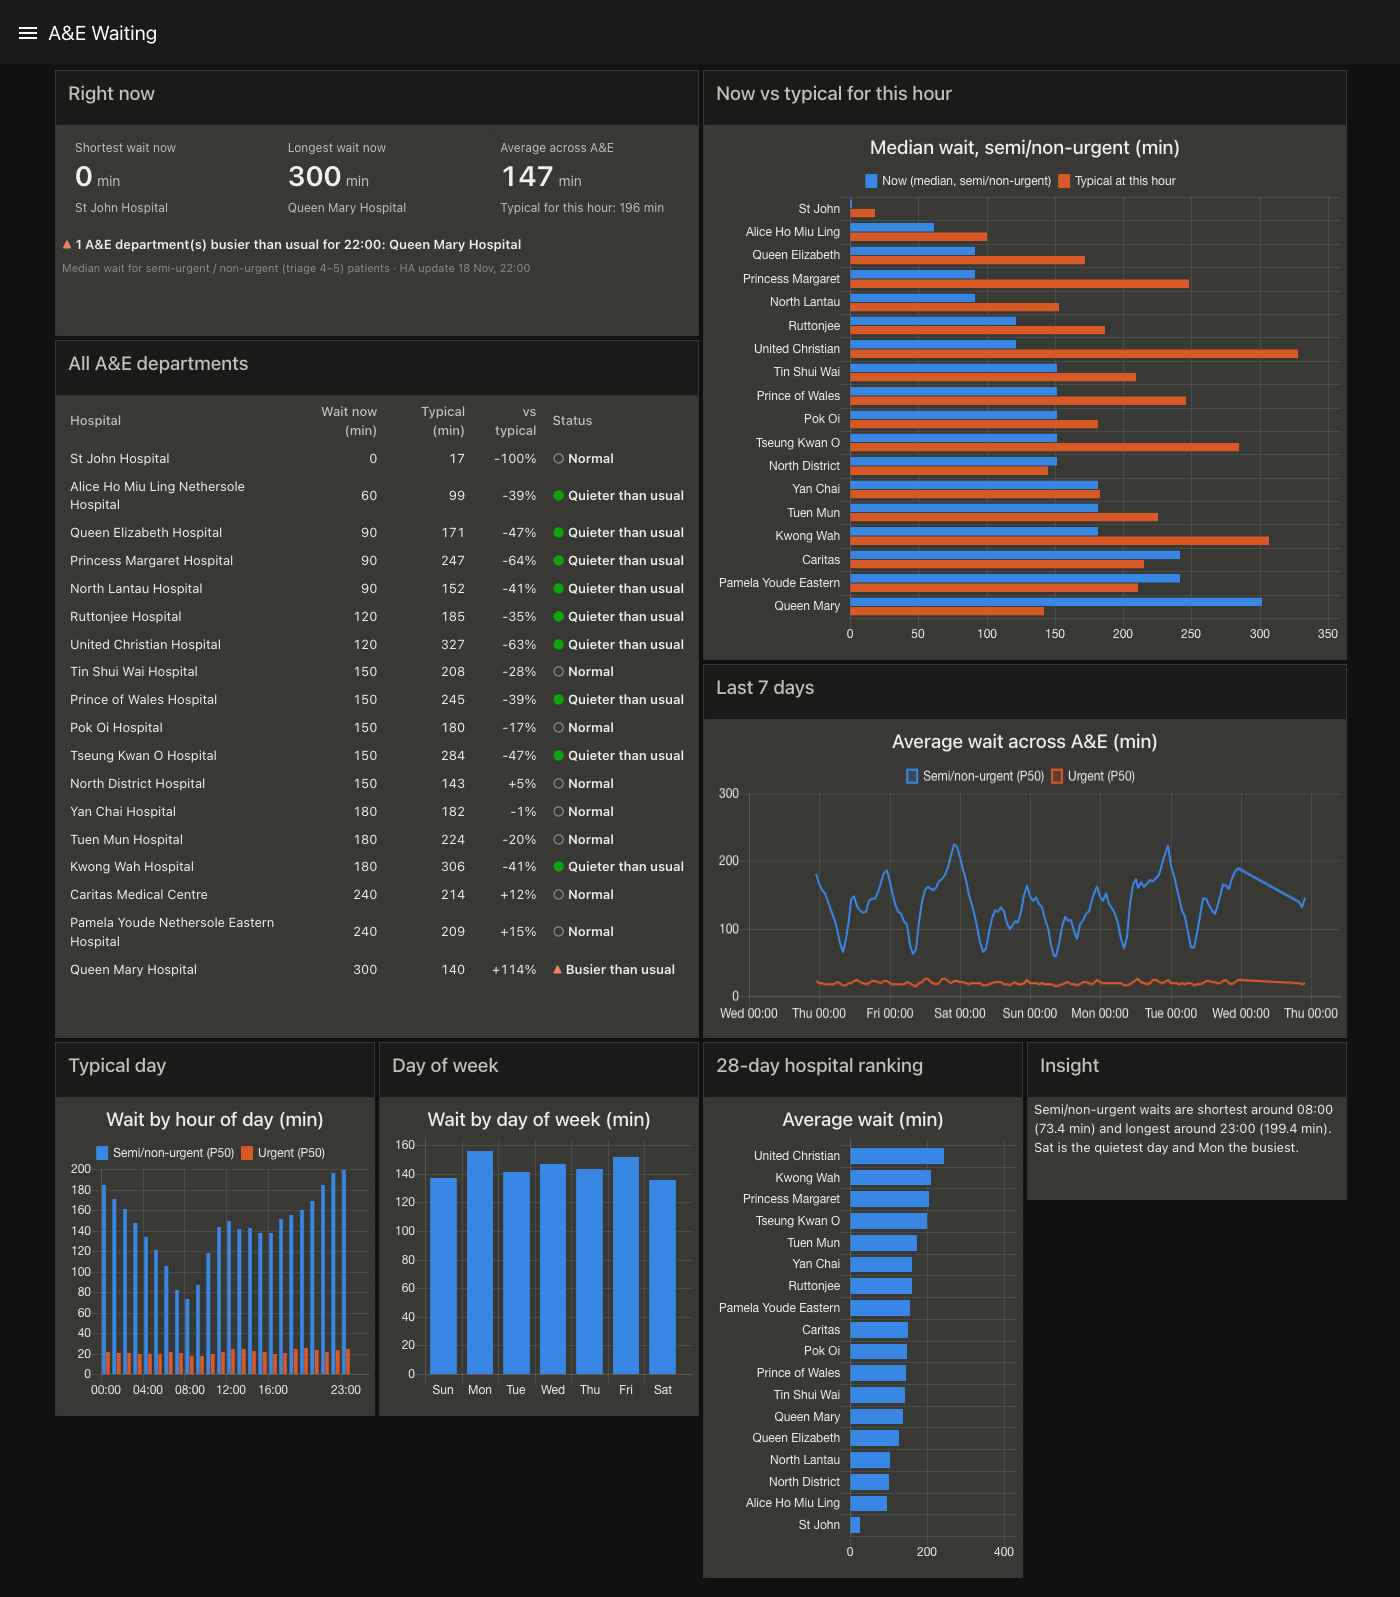 A&E Waiting
Right now
Shortest wait now
0 min
St John Hospital
Longest wait now
300 min
Queen Mary Hospital
Average across A&E
147 min
Typical for this hour: 196 min
▲ 1 A&E department(s) busier than usual for 22:00: Queen Mary Hospital
Median wait for semi-urgent / non-urgent (triage 4–5) patients · HA update 18 Nov, 22:00
Now vs typical for this hour
Median wait, semi/non-urgent (min)
Now (median, semi/non-urgent) Typical at this hour
St John
Alice Ho Miu Ling
Queen Elizabeth
Princess Margaret
North Lantau
Ruttonjee
United Christian
Tin Shui Wai
Prince of Wales
Pok Oi
Tseung Kwan O
North District
Yan Chai
Tuen Mun
Kwong Wah
Caritas
Pamela Youde Eastern
Queen Mary
0 50 100 150 200 250 300 350
All A&E departments
Hospital Wait now (min) Typical (min) vs typical Status
St John Hospital 0 17 -100% Normal
Alice Ho Miu Ling Nethersole
Hospital 60 99 -39% Quieter than usual
Queen Elizabeth Hospital 90 171 -47% Quieter than usual
Princess Margaret Hospital 90 247 -64% Quieter than usual
North Lantau Hospital 90 152 -41% Quieter than usual
Ruttonjee Hospital 120 185 -35% Quieter than usual
United Christian Hospital 120 327 -63% Quieter than usual
Tin Shui Wai Hospital 150 208 -28% Normal
Prince of Wales Hospital 150 245 -39% Quieter than usual
Pok Oi Hospital 150 180 -17% Normal
Tseung Kwan O Hospital 150 284 -47% Quieter than usual
North District Hospital 150 143 +5% Normal
Yan Chai Hospital 180 182 -1% Normal
Tuen Mun Hospital 180 224 -20% Normal
Kwong Wah Hospital 180 306 -41% Quieter than usual
Caritas Medical Centre 240 214 +12% Normal
Pamela Youde Nethersole Eastern
Hospital 240 209 +15% Normal
Queen Mary Hospital 300 140 +114% ▲ Busier than usual
Last 7 days
Average wait across A&E (min)
Semi/non-urgent (P50) Urgent (P50)
300
200
100
0
Wed 00:00 Thu 00:00 Fri 00:00 Sat 00:00 Sun 00:00 Mon 00:00 Tue 00:00 Wed 00:00 Thu 00:00
Typical day
Wait by hour of day (min)
Semi/non-urgent (P50) Urgent (P50)
200
180
160
140
120
100
80
60
40
20
0
00:00 04:00 08:00 12:00 16:00 23:00
Day of week
Wait by day of week (min)
160
140
120
100
80
60
40
20
0
Sun Mon Tue Wed Thu Fri Sat
28-day hospital ranking
Average wait (min)
United Christian
Kwong Wah
Princess Margaret
Tseung Kwan O
Tuen Mun
Yan Chai
Ruttonjee
Pamela Youde Eastern
Caritas
Pok Oi
Prince of Wales
Tin Shui Wai
Queen Mary
Queen Elizabeth
North Lantau
North District
Alice Ho Miu Ling
St John
0 200 400
Insight
Semi/non-urgent waits are shortest around 08:00
(73.4 min) and longest around 23:00 (199.4 min).
Sat is the quietest day and Mon the busiest.